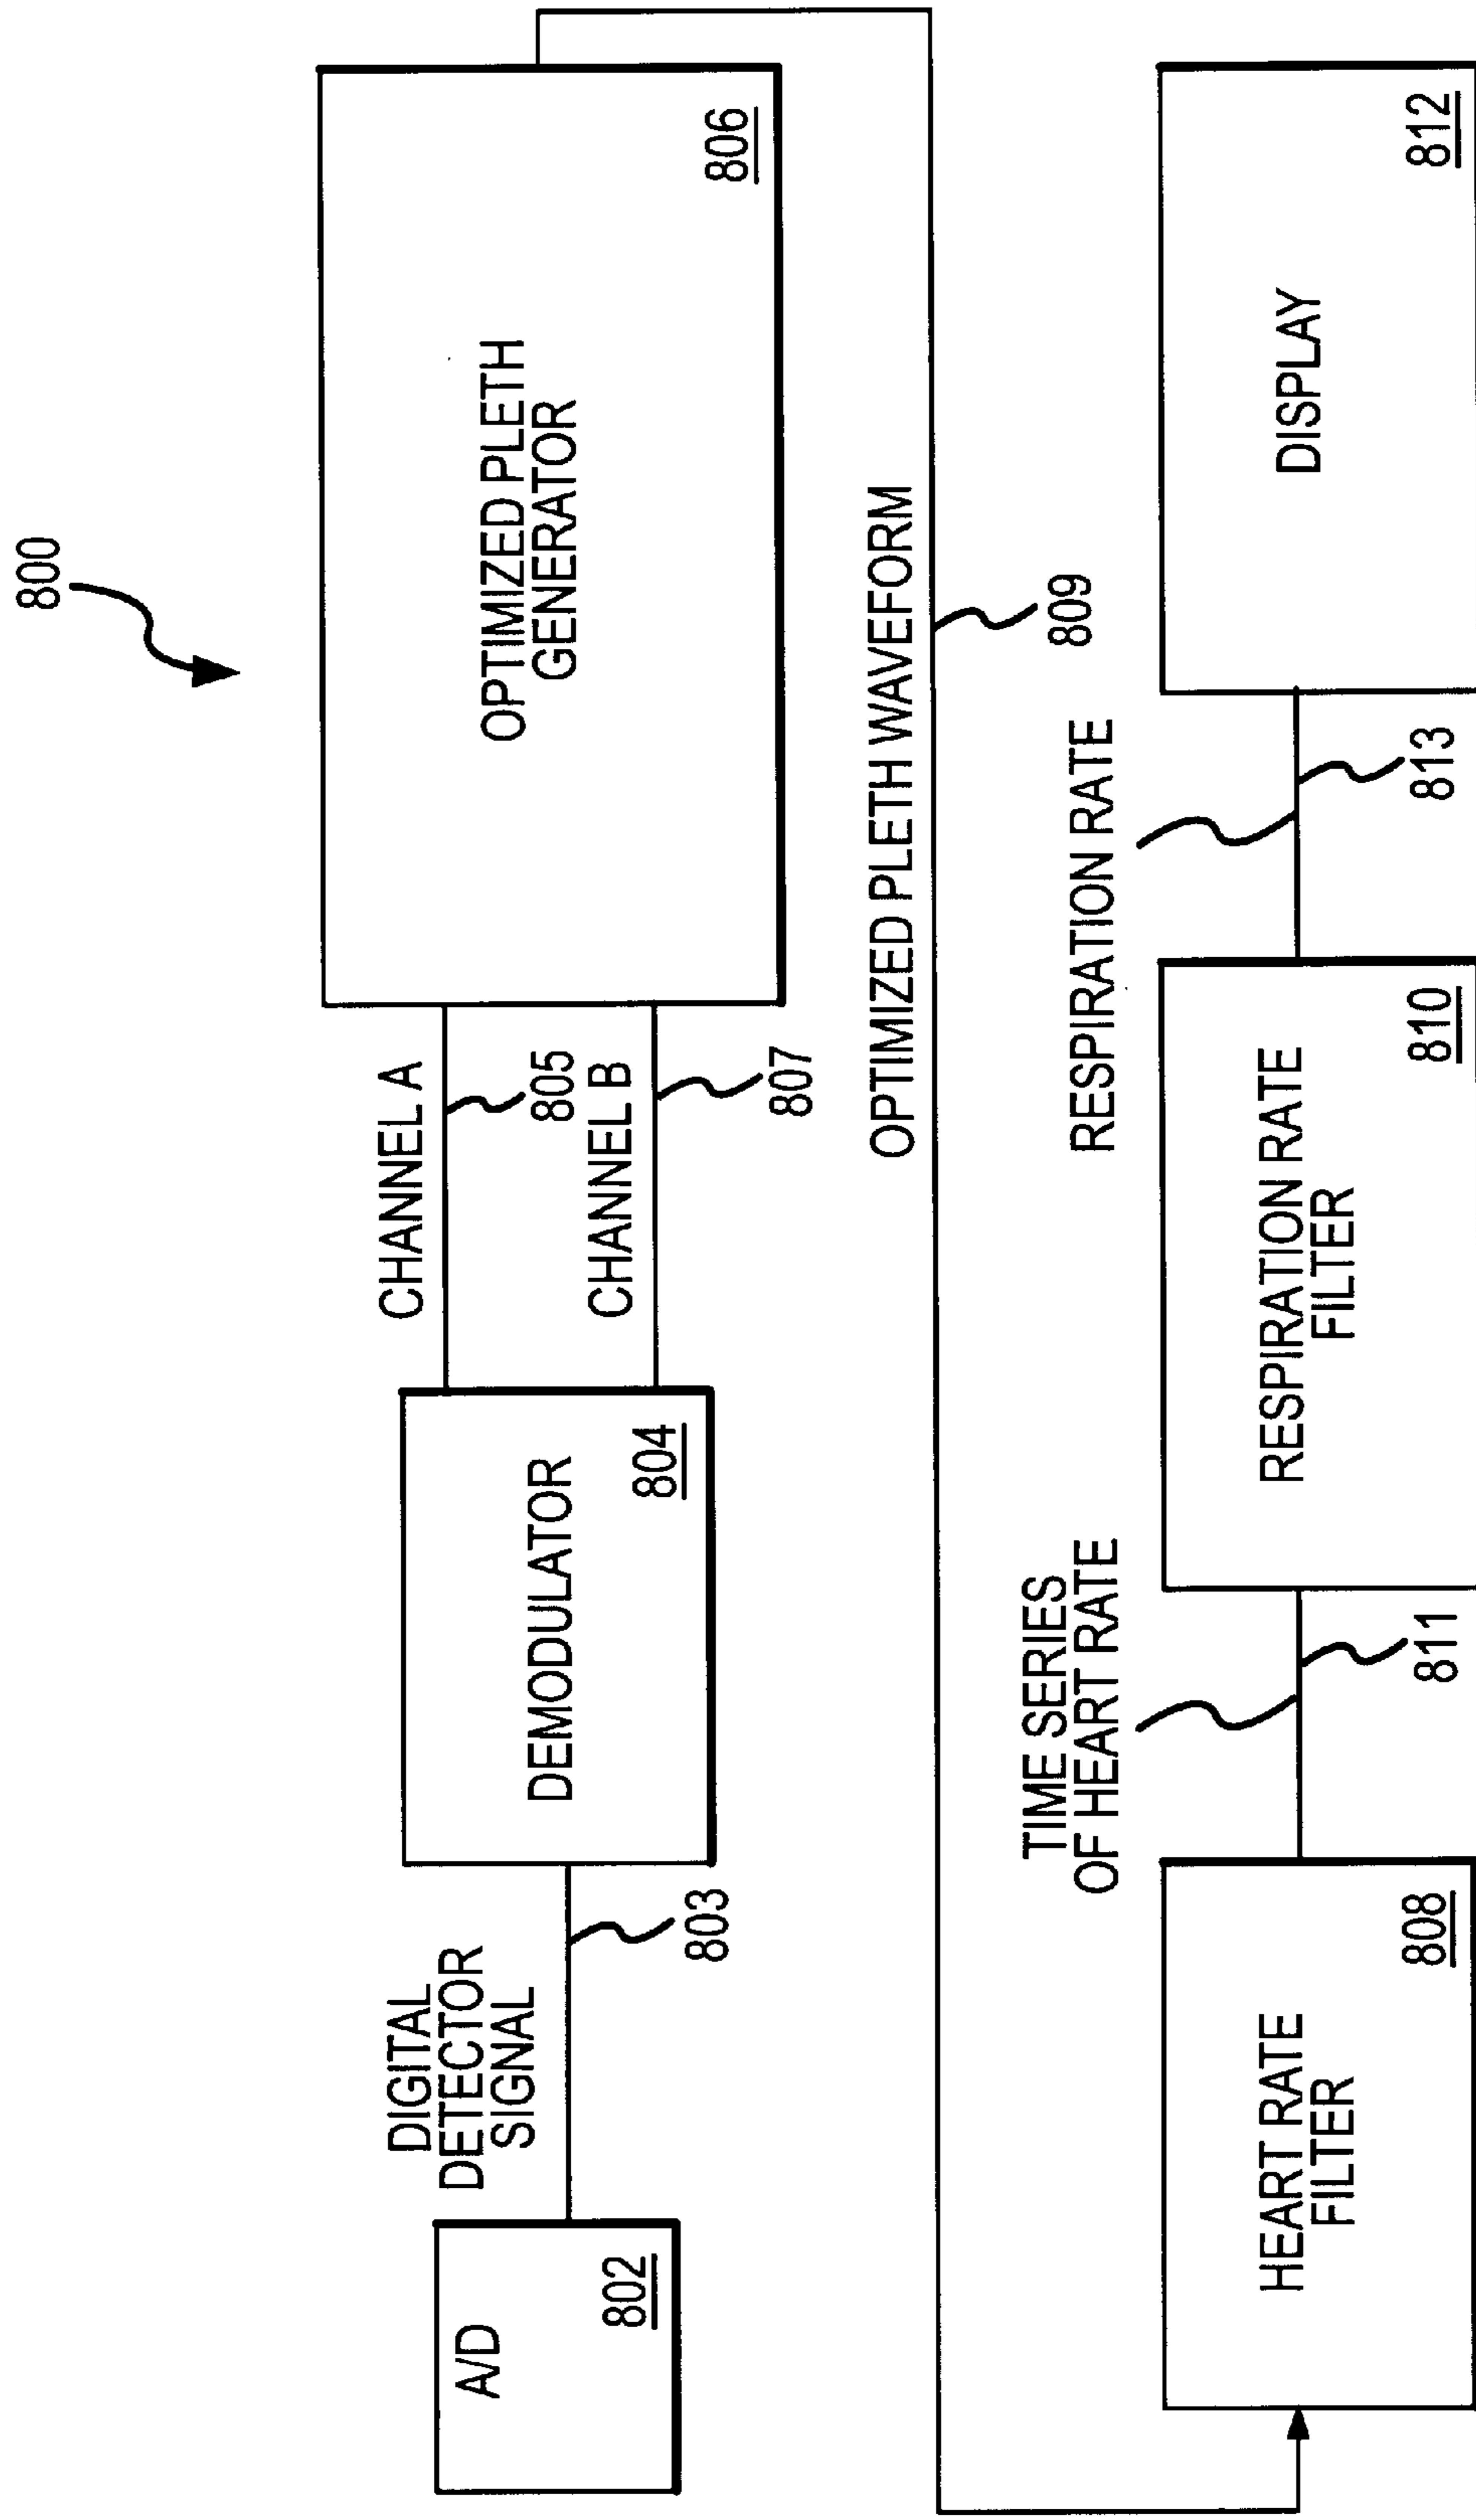 800
A/D
802
DIGITAL
DETECTOR
SIGNAL
803
DEMODULATOR
804
CHANNEL A
805
CHANNEL B
807
OPTIMIZED PLETH
GENERATOR
806
OPTIMIZED PLETH WAVEFORM
809
HEART RATE
FILTER
808
TIME SERIES
OF HEART RATE
811
RESPIRATION RATE
FILTER
810
RESPIRATION RATE
813
DISPLAY
812